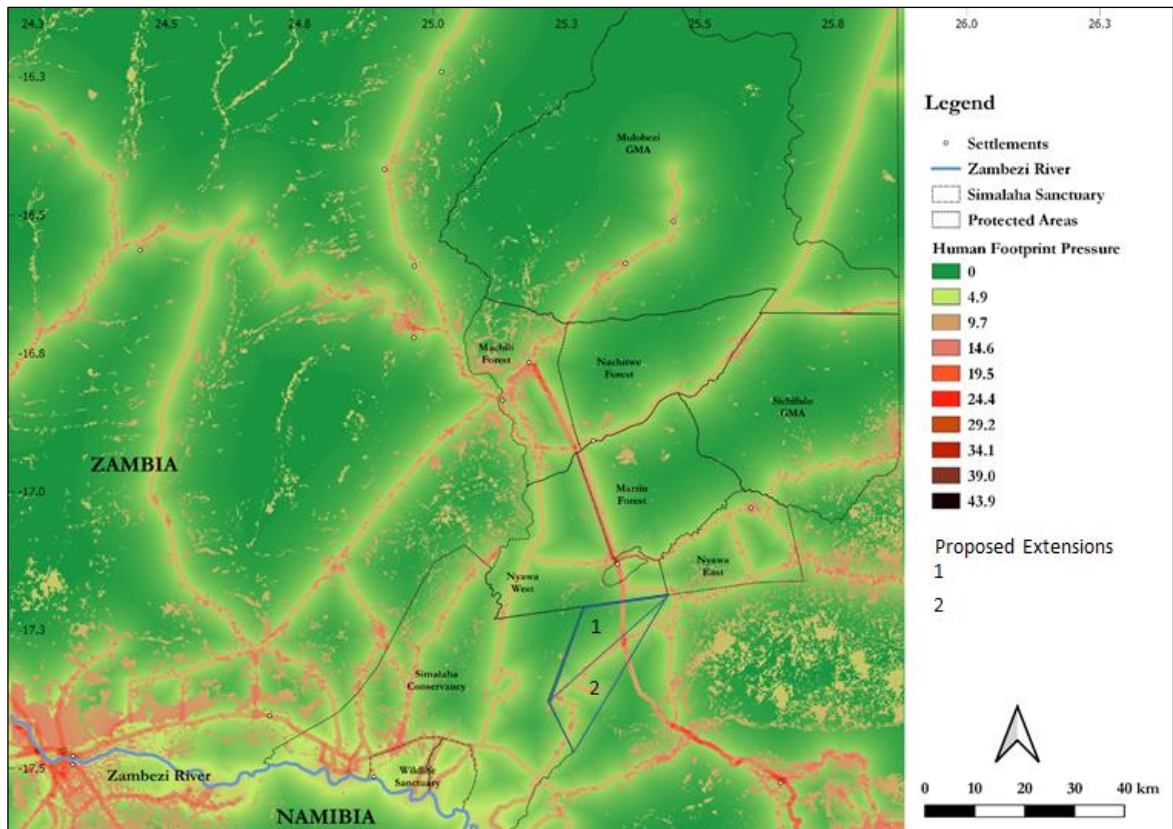 24.3 24.5 25.0 25.3 25.5 25.8 26.0 26.3
-16.3
-16.5
-16.8
-17.0
-17.3
-17.5
Mulobezi
GMA
Machili
Forest
Nachitwe
Forest
Sichifulo
GMA
ZAMBIA
Martin
Forest
Nyawa
West
Nyawa
East
1
2
Simalaha
Conservancy
Wildlife
Sanctuary
Zambezi River
NAMIBIA
Legend
Settlements
Zambezi River
Simalaha Sanctuary
Protected Areas
Human Footprint Pressure
0
4.9
9.7
14.6
19.5
24.4
29.2
34.1
39.0
43.9
Proposed Extensions
1
2
0 10 20 30 40 km